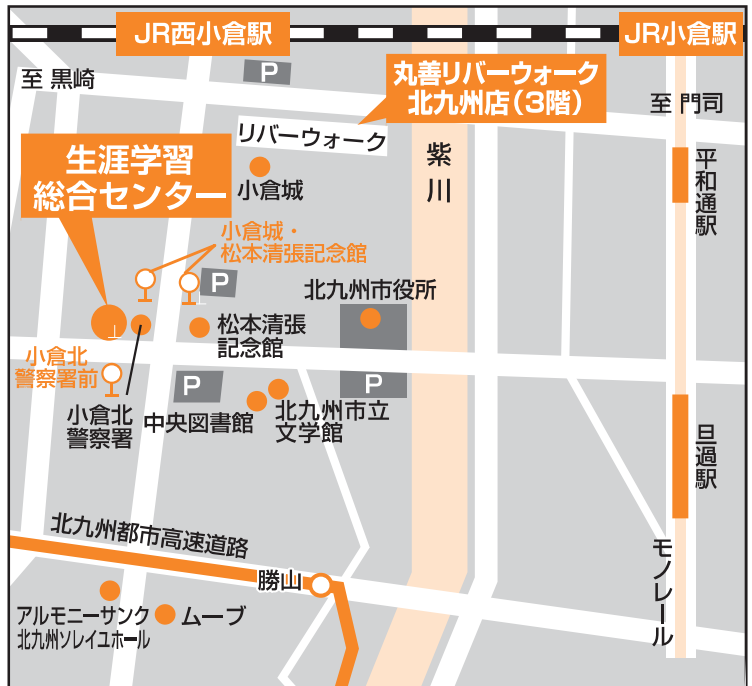 JR西小倉駅
JR小倉駅
至 黒崎
P
丸善リバーウォーク
北九州店（3階）
至 門司
リバーウォーク
紫川
平和通駅
生涯学習
総合センター
小倉城
小倉城・
松本清張記念館
P
北九州市役所
松本清張
記念館
小倉北
警察署前
P
P
小倉北
警察署
中央図書館
北九州市立
文学館
旦過駅
北九州都市高速道路
勝山
モノレール
アルモニーサンク
北九州ソレイユホール
ムーブ